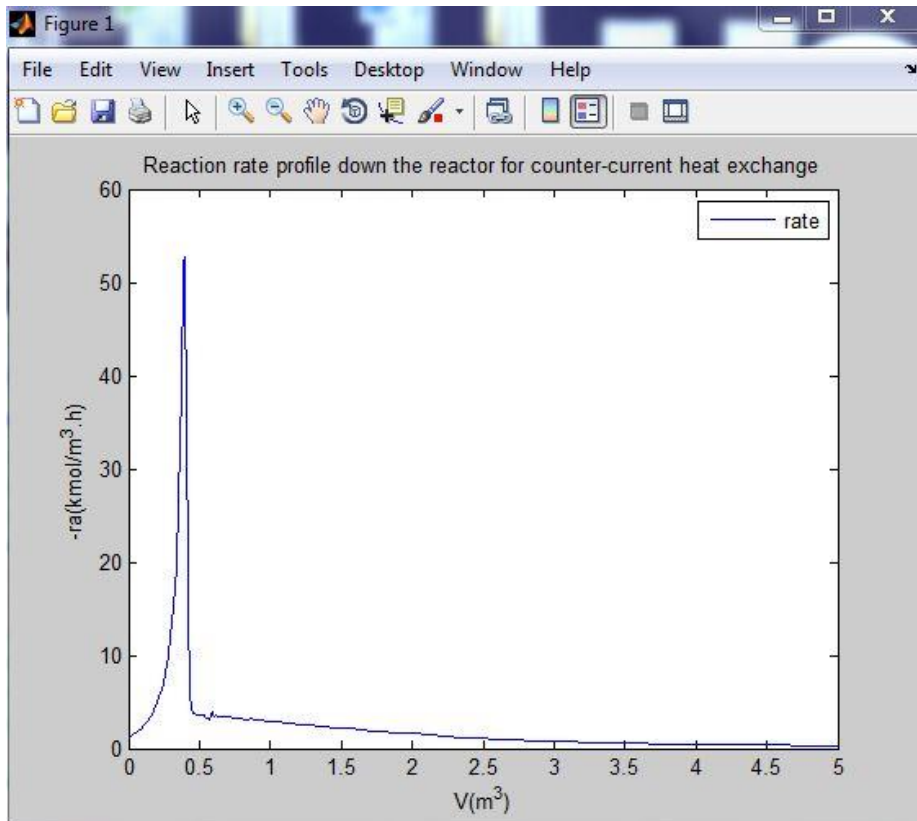 Figure 1
File Edit View Insert Tools Desktop Window Help
Reaction rate profile down the reactor for counter-current heat exchange
rate
60
50
40
30
20
10
0
-ra(kmol/m³.h)
0 0.5 1 1.5 2 2.5 3 3.5 4 4.5 5
V(m³)